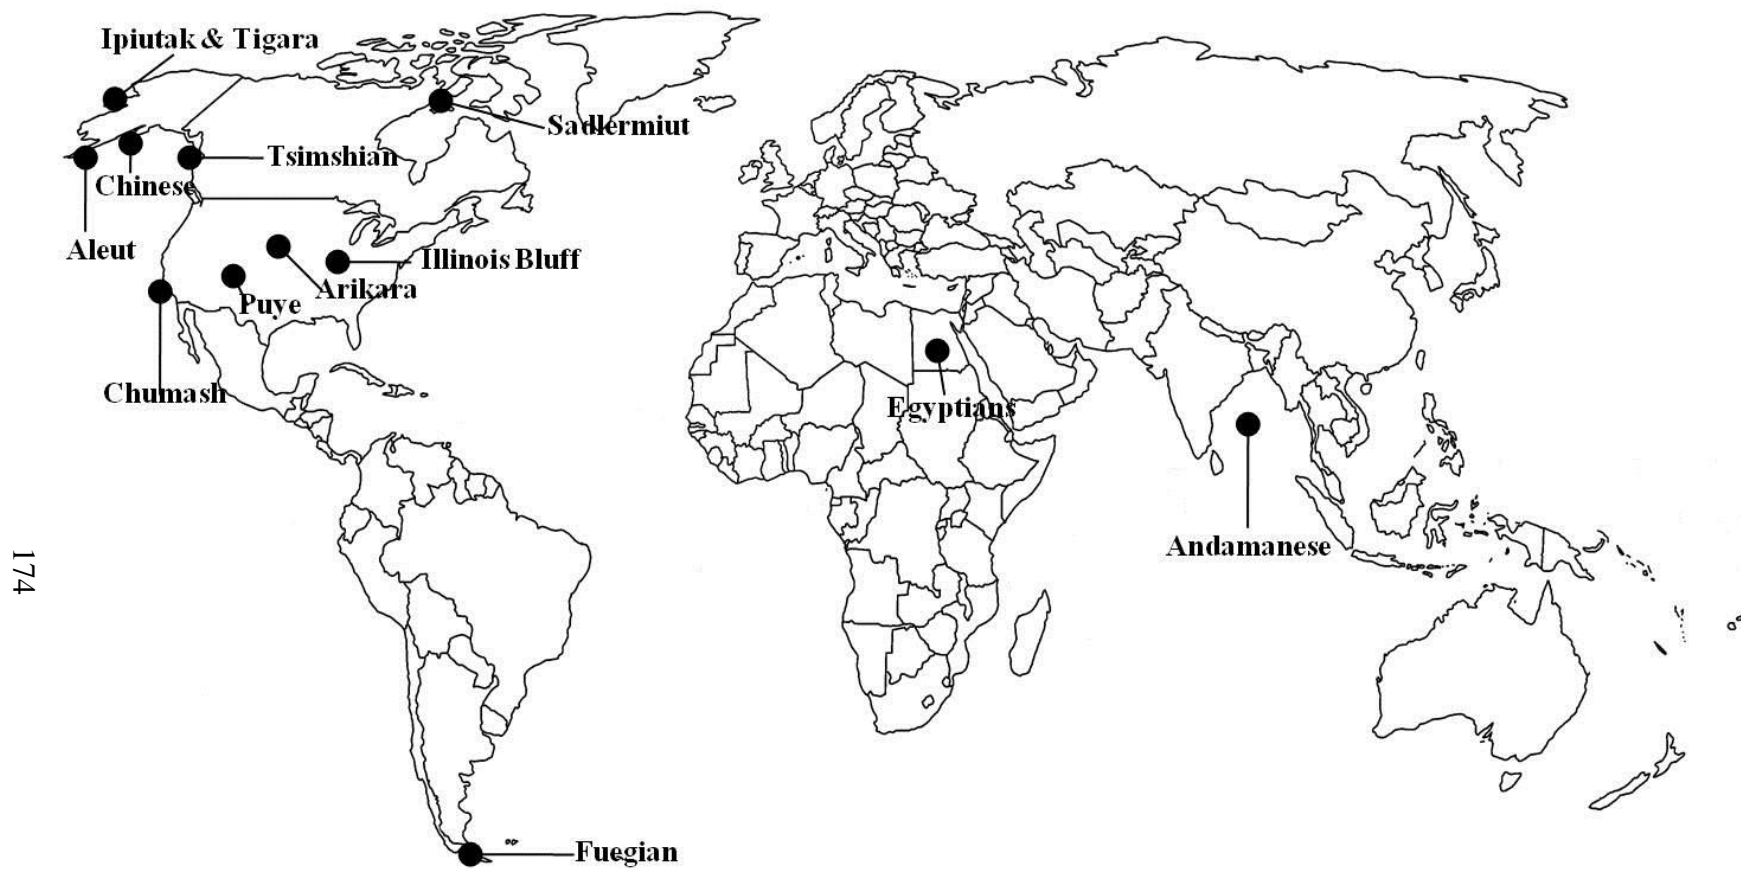 Ipiutak & Tigara
Sadlermiut
Tsimshian
Chinese
Aleut
Illinois Bluff
Arikara
Puye
Chumash
Egyptians
Andamanese
174
Fuegian